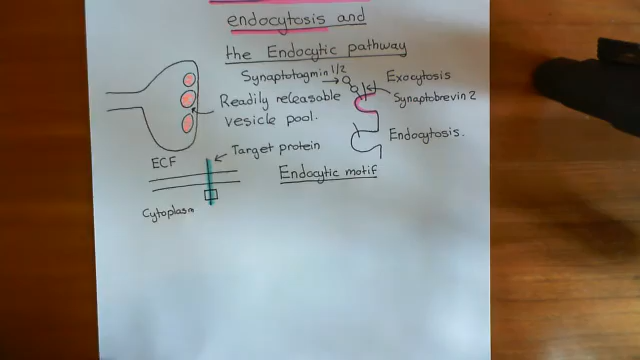 endocytosis and
the Endocytic pathway
Synaptotagmin 1/2
Exocytosis
Synaptobrevin 2
Readily releasable
vesicle pool.
Endocytosis.
ECF
Target protein
Endocytic motif
Cytoplasm